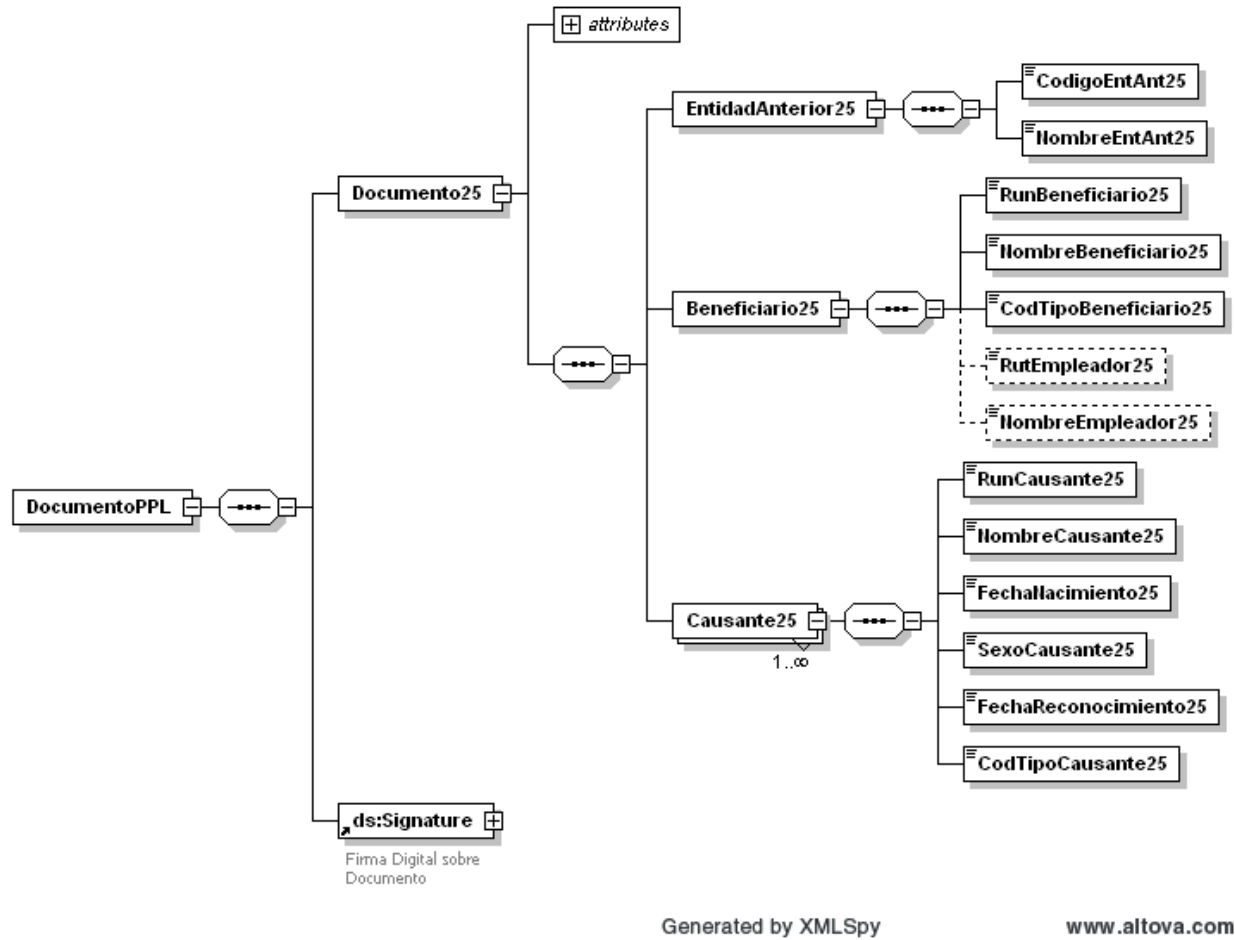 attributes
EntidadAnterior25
CodigoEntAnt25
NombreEntAnt25
Documento25
RunBeneficiario25
NombreBeneficiario25
Beneficiario25
CodTipoBeneficiario25
RutEmpleador25
NombreEmpleador25
DocumentoPPL
RunCausante25
NombreCausante25
FechaNacimiento25
Causante25
1..∞
SexoCausante25
FechaReconocimiento25
CodTipoCausante25
ds:Signature
Firma Digital sobre
Documento
Generated by XMLSpy
www.altova.com